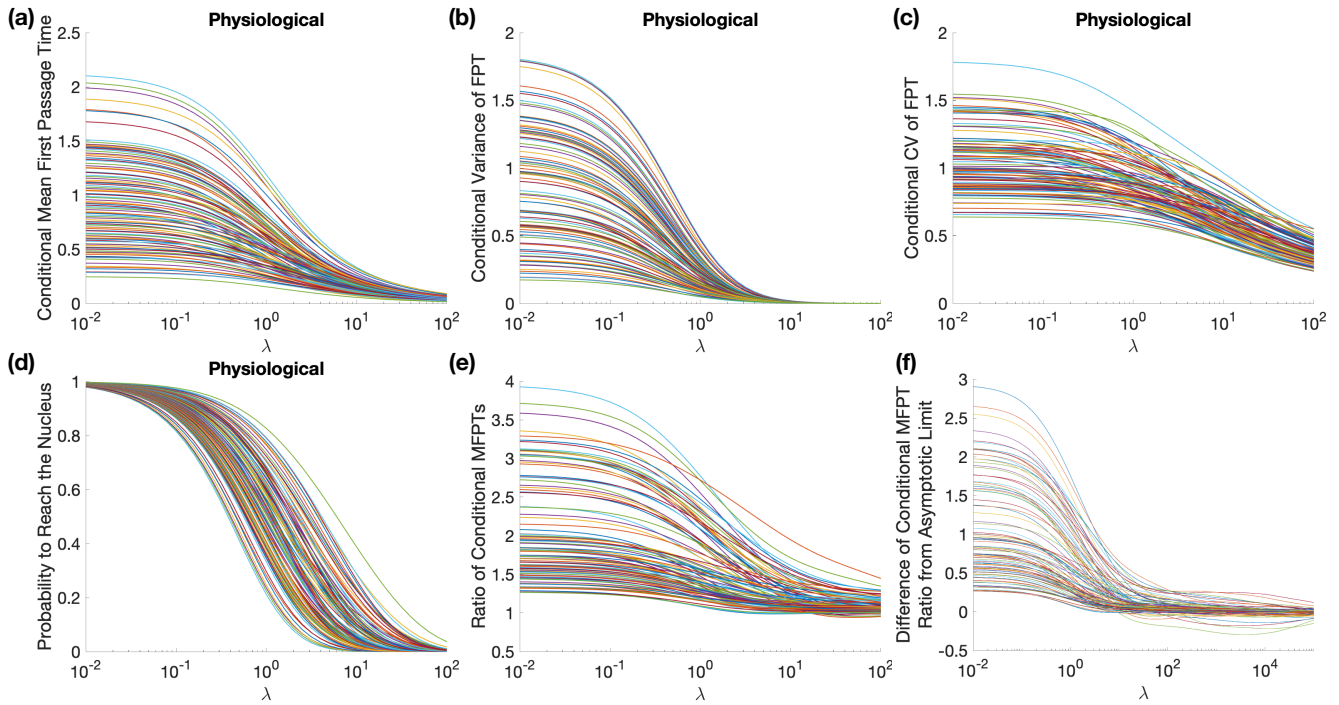 (a)
Physiological
Conditional Mean First Passage Time
2.5
2
1.5
1
0.5
0
10^-2
10^-1
10^0
10^1
10^2
λ
(b)
Physiological
Conditional Variance of FPT
2
1.5
1
0.5
0
10^-2
10^-1
10^0
10^1
10^2
λ
(c)
Physiological
Conditional CV of FPT
2
1.5
1
0.5
0
10^-2
10^-1
10^0
10^1
10^2
λ
(d)
Physiological
Probability to Reach the Nucleus
1
0.8
0.6
0.4
0.2
0
10^-2
10^-1
10^0
10^1
10^2
λ
(e)
Ratio of Conditional MFPTs
4
3.5
3
2.5
2
1.5
1
0.5
10^-2
10^-1
10^0
10^1
10^2
λ
(f)
Difference of Conditional MFPT
Ratio from Asymptotic Limit
3
2.5
2
1.5
1
0.5
0
-0.5
10^-2
10^0
10^2
10^4
λ